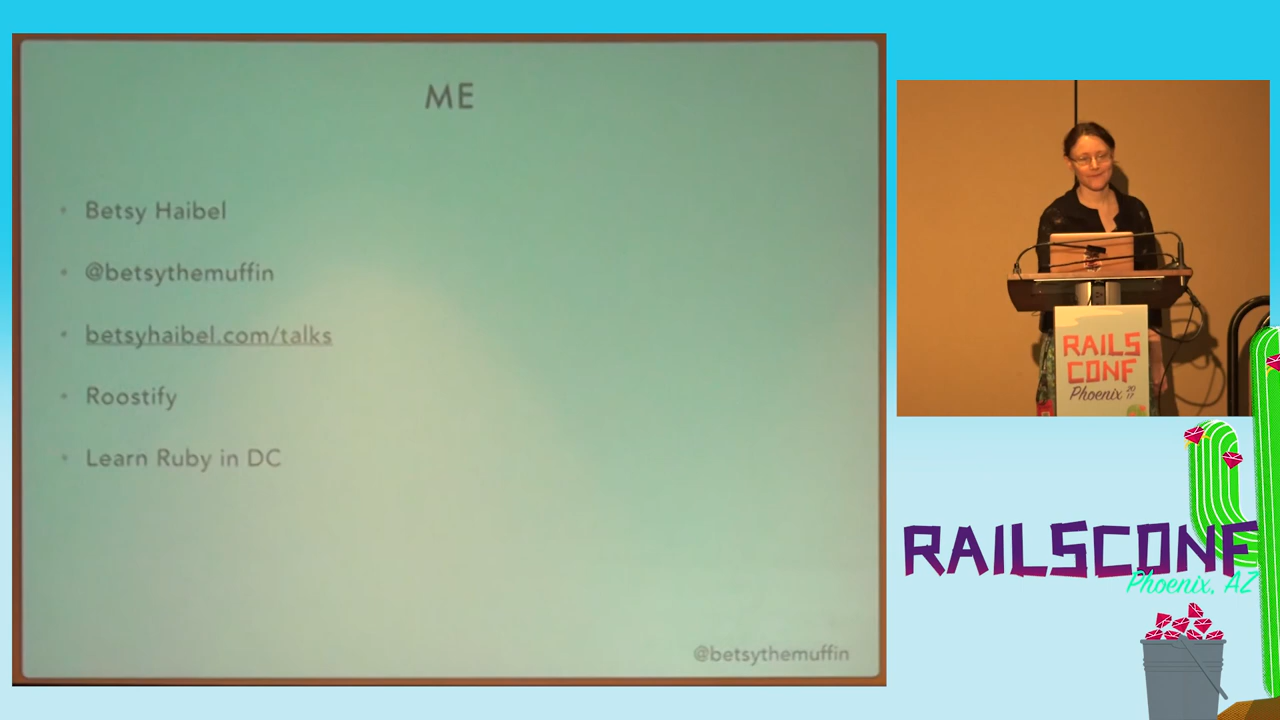 ME
Betsy Haibel
@betsythemuffin
betsyhaibel.com/talks
Roostify
Learn Ruby in DC
@betsythemuffin
RAILS
CONF
Phoenix 2017
RAILSCONF
Phoenix, AZ